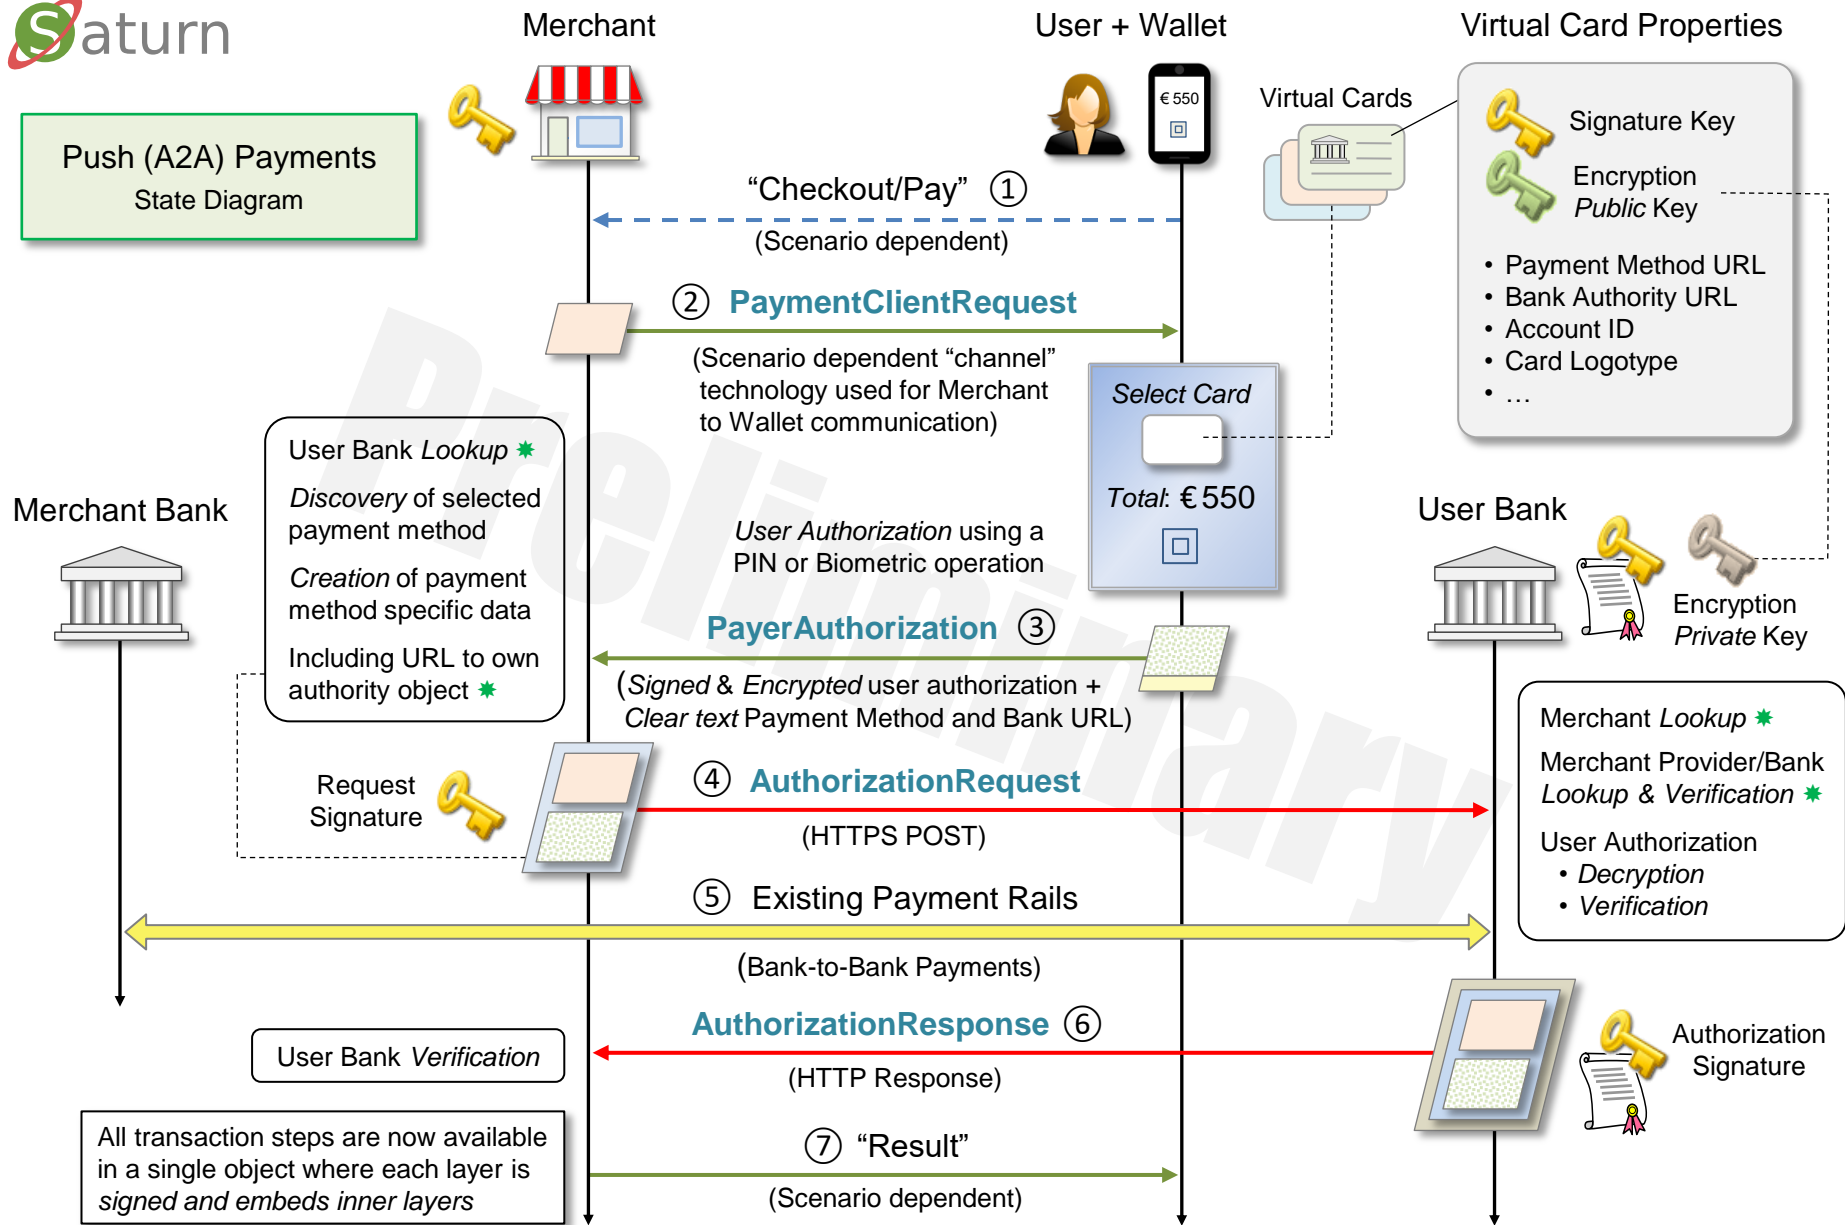 Saturn
Merchant
User + Wallet
Virtual Card Properties
Push (A2A) Payments
State Diagram
€ 550
Virtual Cards
Signature Key
Encryption
Public Key
• Payment Method URL
• Bank Authority URL
• Account ID
• Card Logotype
• …
“Checkout/Pay” ①
(Scenario dependent)
② PaymentClientRequest
(Scenario dependent “channel”
technology used for Merchant
to Wallet communication)
Select Card
Total: € 550
User Bank Lookup ✸
Discovery of selected
payment method
Creation of payment
method specific data
Including URL to own
authority object ✸
Merchant Bank
User Authorization using a
PIN or Biometric operation
User Bank
Encryption
Private Key
PayerAuthorization ③
(Signed & Encrypted user authorization +
Clear text Payment Method and Bank URL)
Merchant Lookup ✸
Merchant Provider/Bank
Lookup & Verification ✸
User Authorization
• Decryption
• Verification
Request
Signature
④ AuthorizationRequest
(HTTPS POST)
⑤ Existing Payment Rails
(Bank-to-Bank Payments)
AuthorizationResponse ⑥
(HTTP Response)
User Bank Verification
Authorization
Signature
All transaction steps are now available
in a single object where each layer is
signed and embeds inner layers
⑦ “Result”
(Scenario dependent)
Preliminary